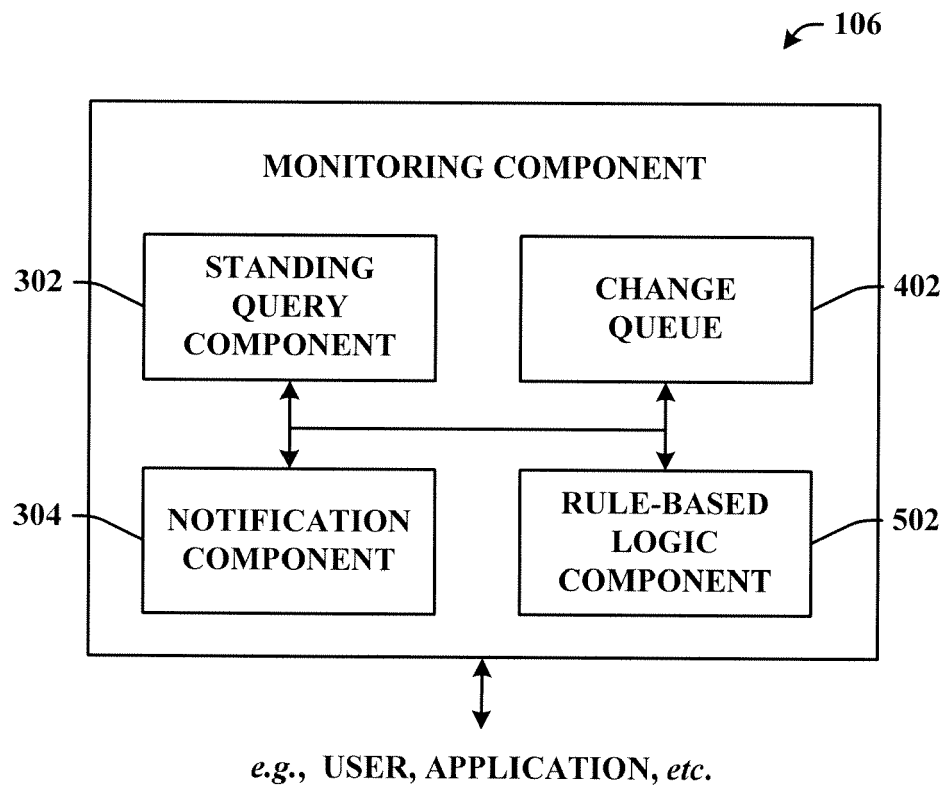 106
MONITORING COMPONENT
302
STANDING
QUERY
COMPONENT
CHANGE
QUEUE
402
304
NOTIFICATION
COMPONENT
RULE-BASED
LOGIC
COMPONENT
502
e.g., USER, APPLICATION, etc.